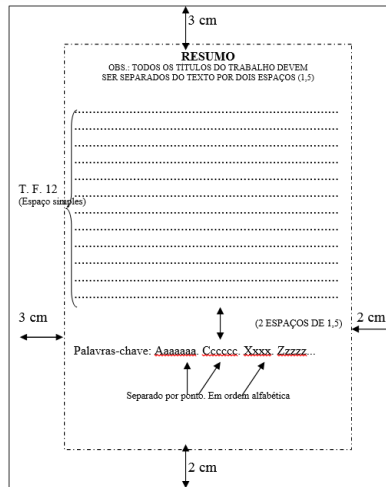 3 cm
RESUMO
OBS.: TODOS OS TÍTULOS DO TRABALHO DEVEM
SER SEPARADOS DO TEXTO POR DOIS ESPAÇOS (1,5)
T. F. 12
(Espaço simples)
3 cm
(2 ESPAÇOS DE 1,5)
2 cm
Palavras-chave: Aaaaaaa. Cccccc. Xxxx. Zzzzz...
Separado por ponto. Em ordem alfabética
2 cm